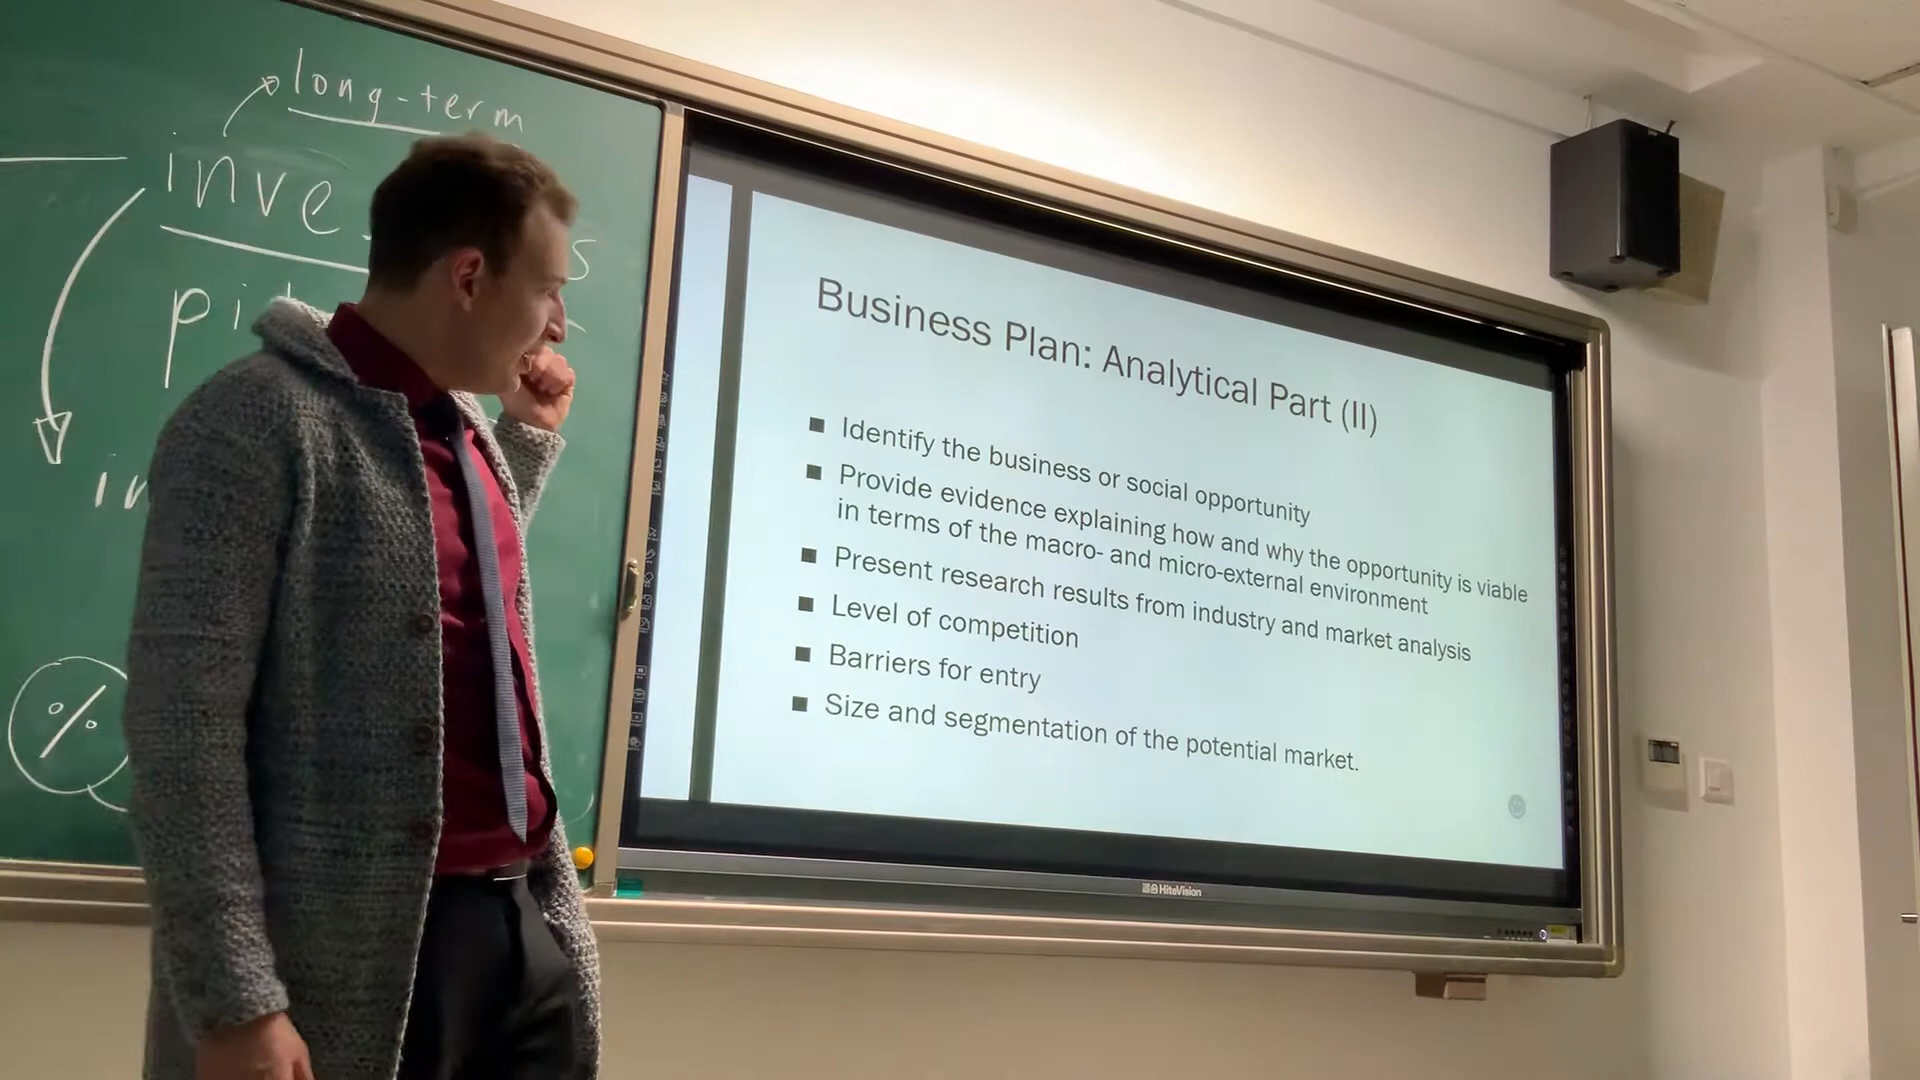 long-term
inve
%
Business Plan: Analytical Part (II)
■ Identify the business or social opportunity
■ Provide evidence explaining how and why the opportunity is viable
in terms of the macro- and micro-external environment
■ Present research results from industry and market analysis
■ Level of competition
■ Barriers for entry
■ Size and segmentation of the potential market.
HiteVision